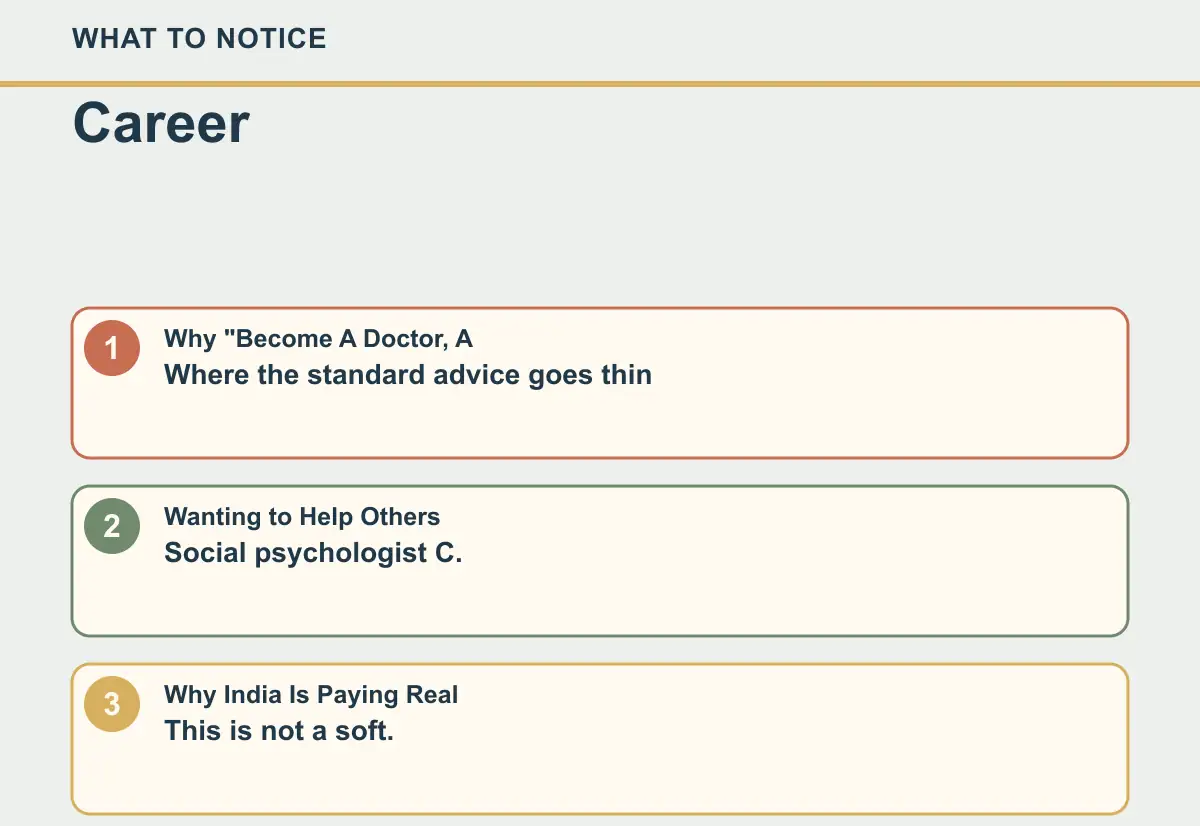 WHAT TO NOTICE
Career
1
Why "Become A Doctor, A
Where the standard advice goes thin
2
Wanting to Help Others
Social psychologist C.
3
Why India Is Paying Real
This is not a soft.